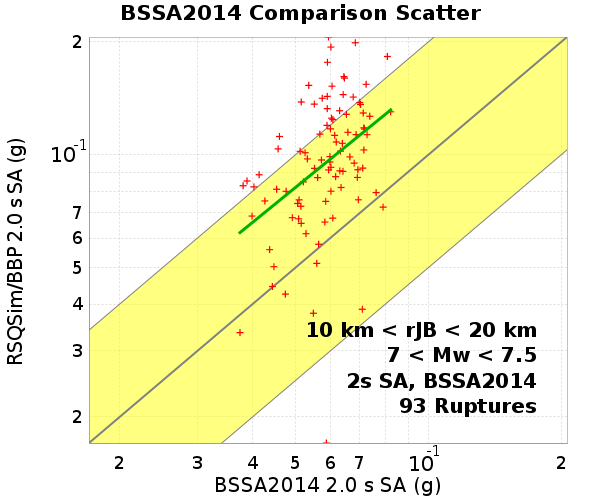 BSSA2014 Comparison Scatter
RSQSim/BBP 2.0 s SA (g)
2
10-1
7
6
5
4
3
2
10 km < rJB < 20 km
7 < Mw < 7.5
2s SA, BSSA2014
93 Ruptures
2 3 4 5 6 7 10-1 2
BSSA2014 2.0 s SA (g)